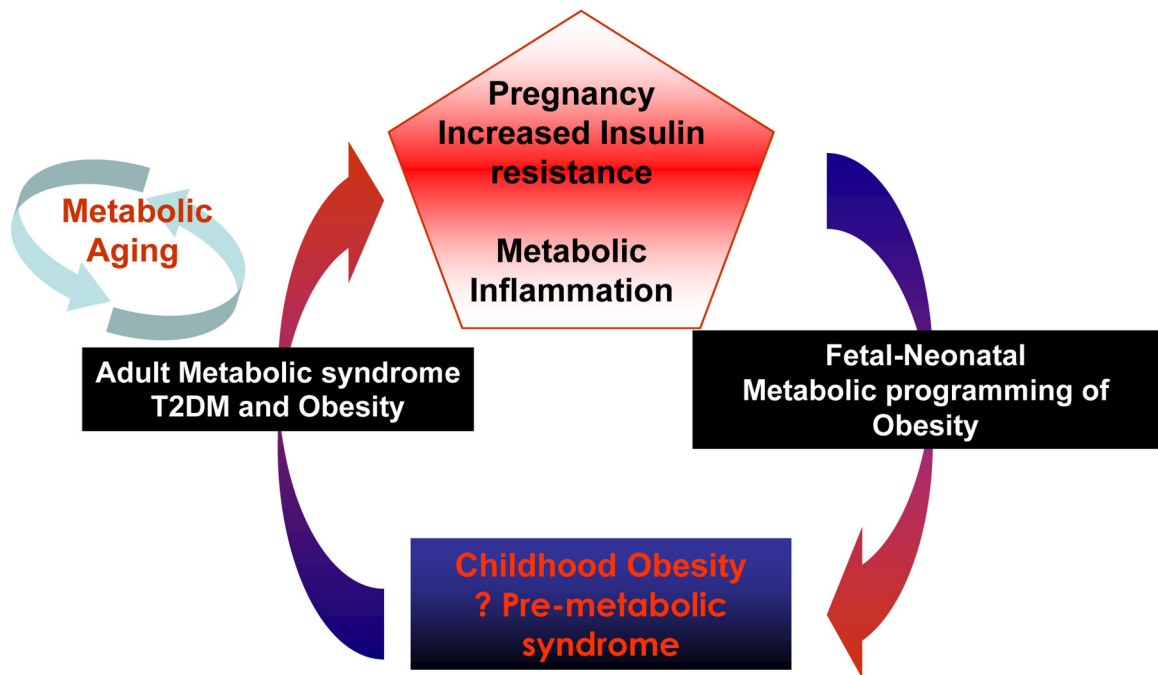 Pregnancy
Increased Insulin
resistance
Metabolic
Inflammation
Metabolic
Aging
Adult Metabolic syndrome
T2DM and Obesity
Fetal-Neonatal
Metabolic programming of
Obesity
Childhood Obesity
? Pre-metabolic
syndrome